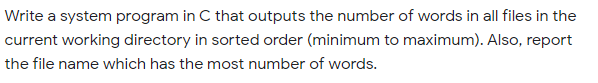 Write a system program in C that outputs the number of words in all files in the
current working directory in sorted order (minimum to maximum). Also, report
the file name which has the most number of words.